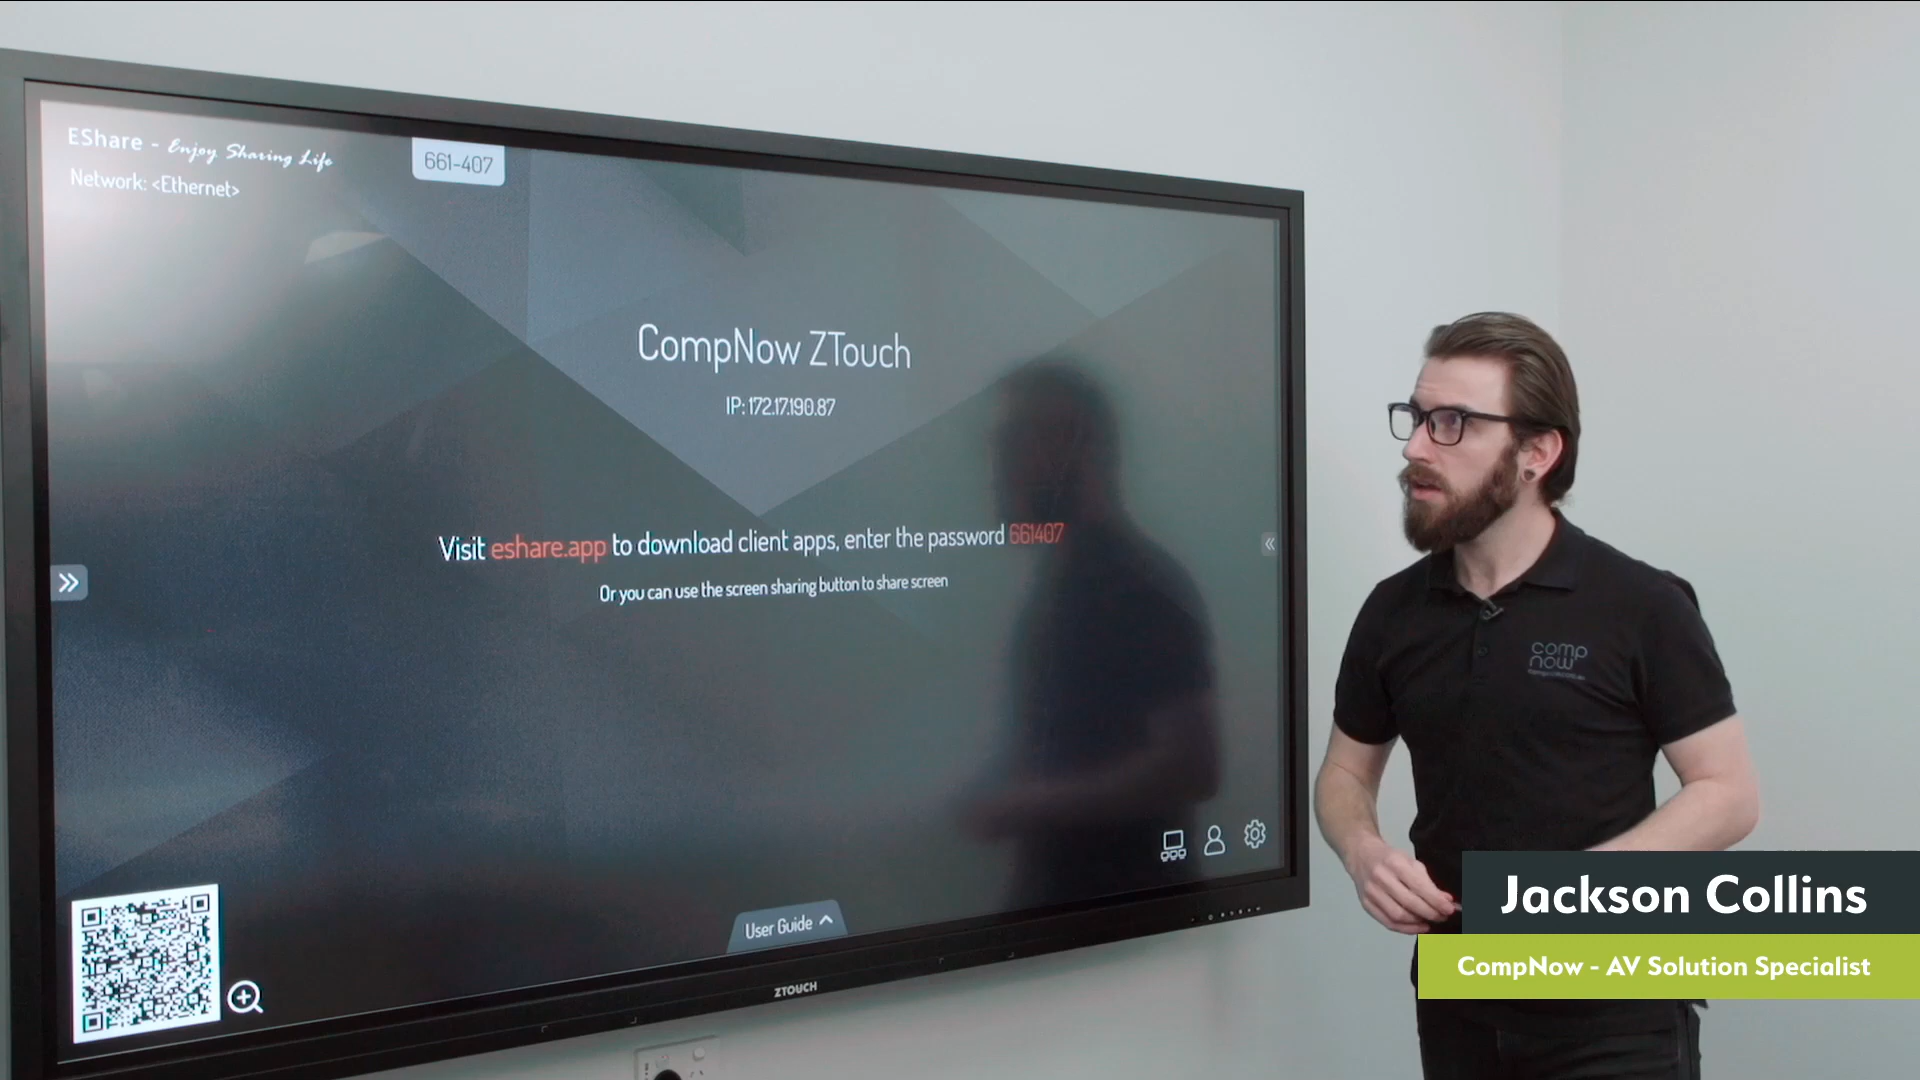 EShare - Enjoy Sharing Life
661-407
Network: <Ethernet>
CompNow ZTouch
IP: 172.17.190.87
Visit eshare.app to download client apps, enter the password 661407
Or you can use the screen sharing button to share screen
User Guide
ZTOUCH
comp
now
Jackson Collins
CompNow - AV Solution Specialist